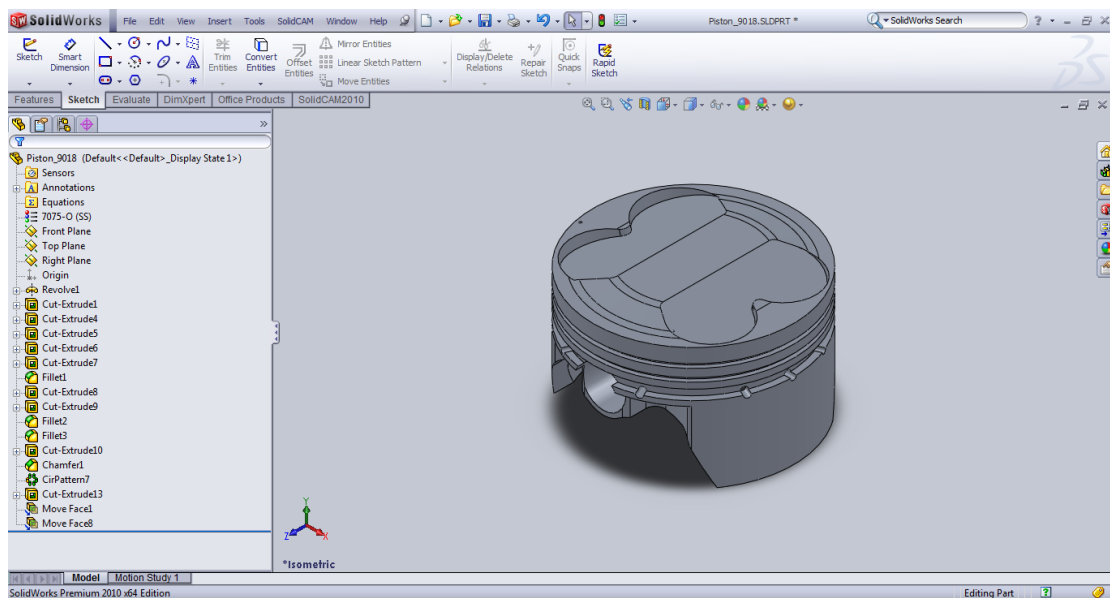 SolidWorks File Edit View Insert Tools SolidCAM Window Help Piston_9018.SLDPRT * SolidWorks Search ?
Sketch Smart Dimension Trim Entities Convert Entities Offset Entities Mirror Entities Linear Sketch Pattern Move Entities Display/Delete Relations Repair Sketch Quick Snaps Rapid Sketch
Features Sketch Evaluate DimXpert Office Products SolidCAM2010
Piston_9018 (Default<<Default>_Display State 1>)
Sensors
Annotations
Equations
7075-O (SS)
Front Plane
Top Plane
Right Plane
Origin
Revolve1
Cut-Extrude1
Cut-Extrude4
Cut-Extrude5
Cut-Extrude6
Cut-Extrude7
Fillet1
Cut-Extrude8
Cut-Extrude9
Fillet2
Fillet3
Cut-Extrude10
Chamfer1
CirPattern7
Cut-Extrude13
Move Face1
Move Face8
Y
Z X
*Isometric
Model Motion Study 1
SolidWorks Premium 2010 x64 Edition Editing Part ?